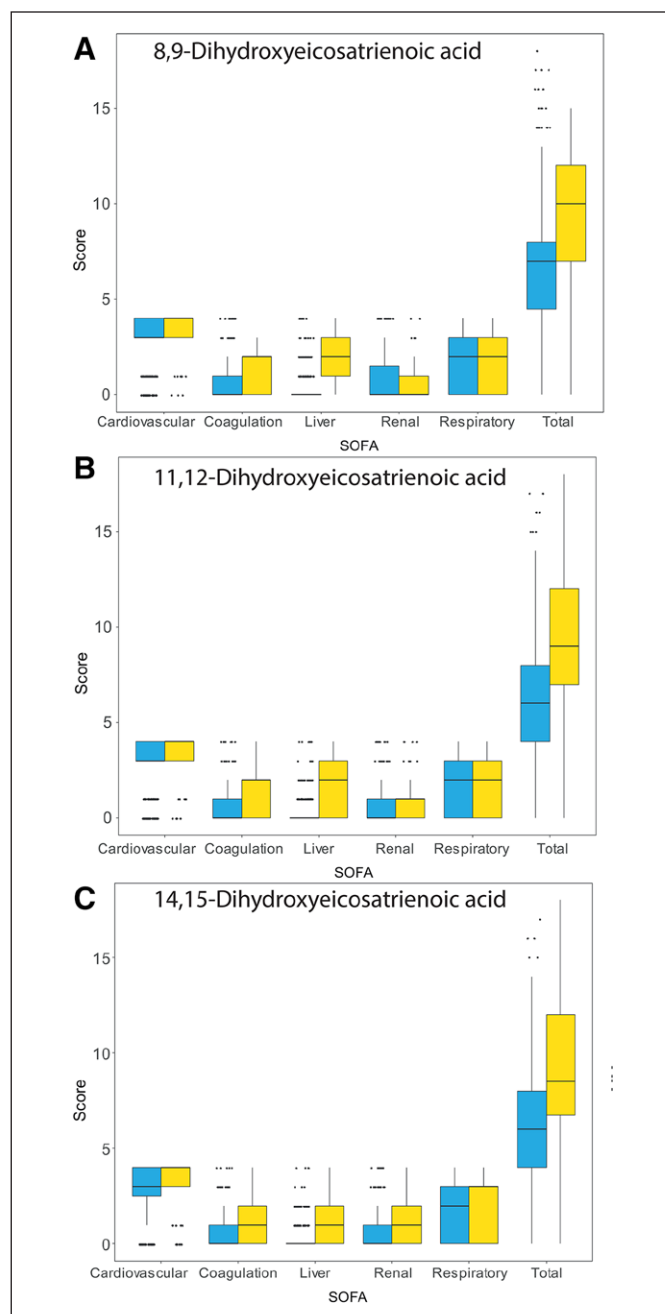 A
8,9-Dihydroxyeicosatrienoic acid
15
10
5
0
Score
Cardiovascular Coagulation Liver Renal Respiratory Total
SOFA
B
11,12-Dihydroxyeicosatrienoic acid
15
10
5
0
Score
Cardiovascular Coagulation Liver Renal Respiratory Total
SOFA
C
14,15-Dihydroxyeicosatrienoic acid
15
10
5
0
Score
Cardiovascular Coagulation Liver Renal Respiratory Total
SOFA